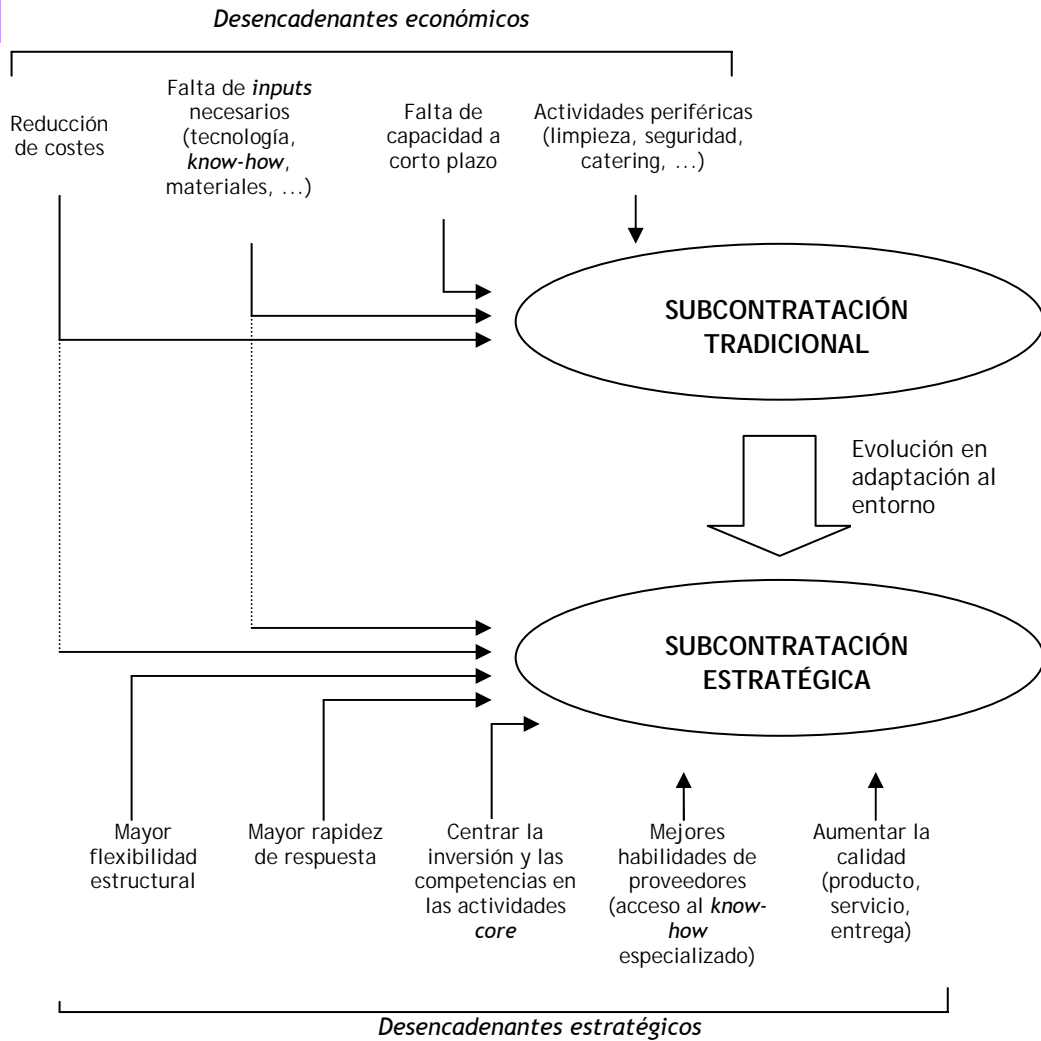 Desencadenantes económicos
Reducción
de costes
Falta de inputs
necesarios
(tecnología,
know-how,
materiales, ...)
Falta de
capacidad a
corto plazo
Actividades periféricas
(limpieza, seguridad,
catering, ...)
SUBCONTRATACIÓN
TRADICIONAL
Evolución en
adaptación al
entorno
SUBCONTRATACIÓN
ESTRATÉGICA
Mayor
flexibilidad
estructural
Mayor rapidez
de respuesta
Centrar la
inversión y las
competencias en
las actividades
core
Mejores
habilidades de
proveedores
(acceso al know-
how
especializado)
Aumentar la
calidad
(producto,
servicio,
entrega)
Desencadenantes estratégicos